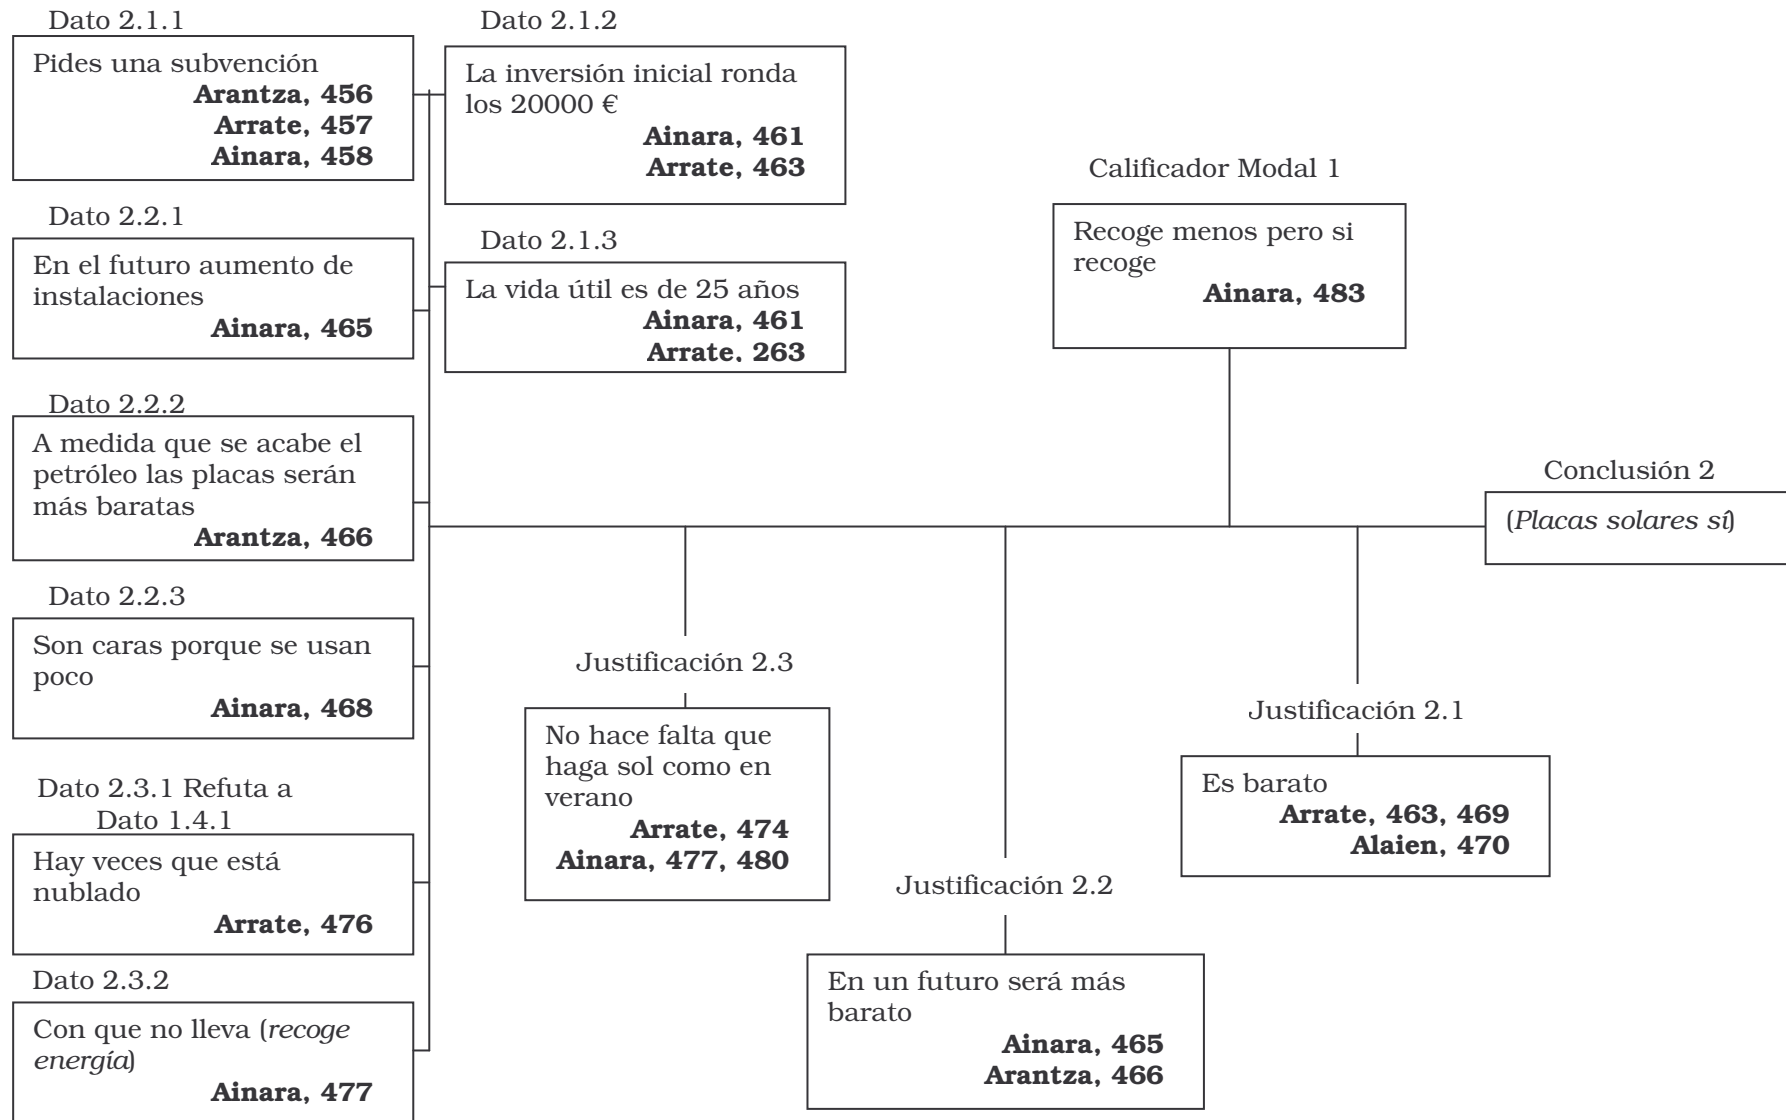 Dato 2.1.1
Pides una subvención
Arantza, 456
Arrate, 457
Ainara, 458
Dato 2.1.2
La inversión inicial ronda
los 20000 €
Ainara, 461
Arrate, 463
Calificador Modal 1
Recoge menos pero si
recoge
Ainara, 483
Dato 2.2.1
En el futuro aumento de
instalaciones
Ainara, 465
Dato 2.1.3
La vida útil es de 25 años
Ainara, 461
Arrate, 263
Dato 2.2.2
A medida que se acabe el
petróleo las placas serán
más baratas
Arantza, 466
Conclusión 2
(Placas solares sí)
Dato 2.2.3
Son caras porque se usan
poco
Ainara, 468
Justificación 2.3
No hace falta que
haga sol como en
verano
Arrate, 474
Ainara, 477, 480
Justificación 2.1
Es barato
Arrate, 463, 469
Alaien, 470
Dato 2.3.1 Refuta a
Dato 1.4.1
Hay veces que está
nublado
Arrate, 476
Justificación 2.2
En un futuro será más
barato
Ainara, 465
Arantza, 466
Dato 2.3.2
Con que no lleva (recoge
energía)
Ainara, 477